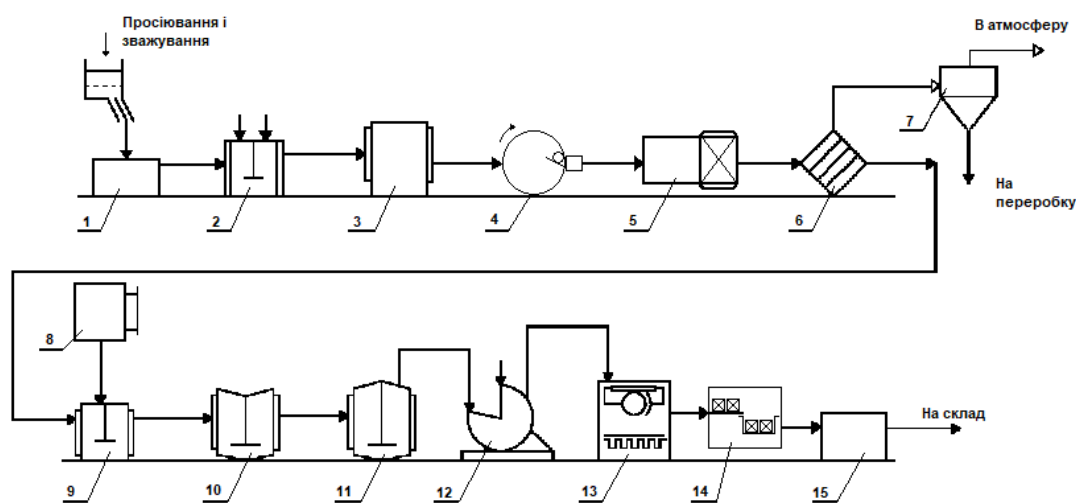 Просіювання і
зважування
В атмосферу
7
На
переробку
1
2
3
4
5
6
8
На склад
9
10
11
12
13
14
15